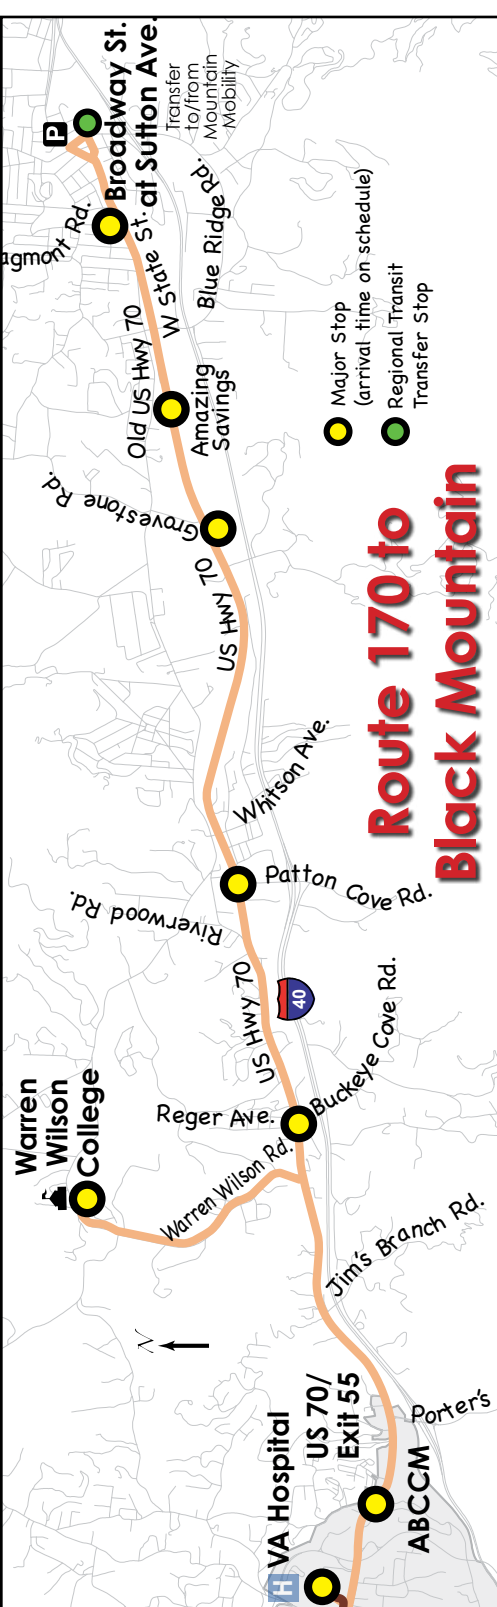 P
Broadway St.
at Sutton Ave.
Transfer
to/from
Mountain
Mobility
agmont Rd.
W State St.
Blue Ridge Rd.
Old US Hwy 70
Amazing
Savings
Grovestone Rd.
US Hwy 70
Major Stop
(arrival time on schedule)
Regional Transit
Transfer Stop
Route 170 to
Black Mountain
Whitson Ave.
Patton Cove Rd.
Riverwood Rd.
US Hwy 70
40
Buckeye Cove Rd.
Reger Ave.
Warren
Wilson
College
Warren Wilson Rd.
Jim's Branch Rd.
N
Porter's
US 70/
Exit 55
ABCCM
H
VA Hospital